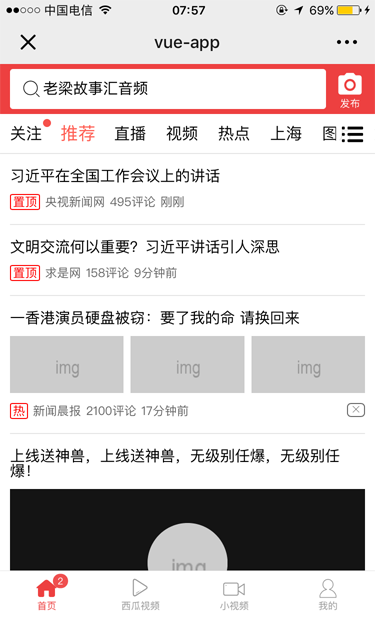 中国电信 07:57 69%
vue-app
老梁故事汇音频
发布
关注 推荐 直播 视频 热点 上海 图
习近平在全国工作会议上的讲话
置顶 央视新闻网 495评论 刚刚
文明交流何以重要？习近平讲话引人深思
置顶 求是网 158评论 9分钟前
一香港演员硬盘被窃：要了我的命 请换回来
img img img
热 新闻晨报 2100评论 17分钟前
上线送神兽，上线送神兽，无级别任爆，无级别任
爆！
img
2
首页 西瓜视频 小视频 我的